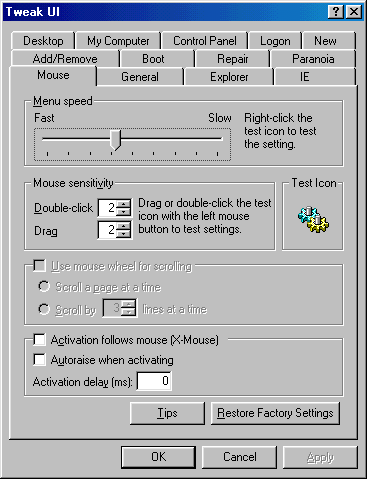 Tweak UI
Desktop My Computer Control Panel Logon New
Add/Remove Boot Repair Paranoia
Mouse General Explorer IE
Menu speed
Fast Slow
Right-click the
test icon to test
the setting.
Mouse sensitivity
Double-click 2
Drag 2
Drag or double-click the test
icon with the left mouse
button to test settings.
Test Icon
Use mouse wheel for scrolling
Scroll a page at a time
Scroll by 3 lines at a time
Activation follows mouse (X-Mouse)
Autoraise when activating
Activation delay (ms): 0
Tips Restore Factory Settings
OK Cancel Apply